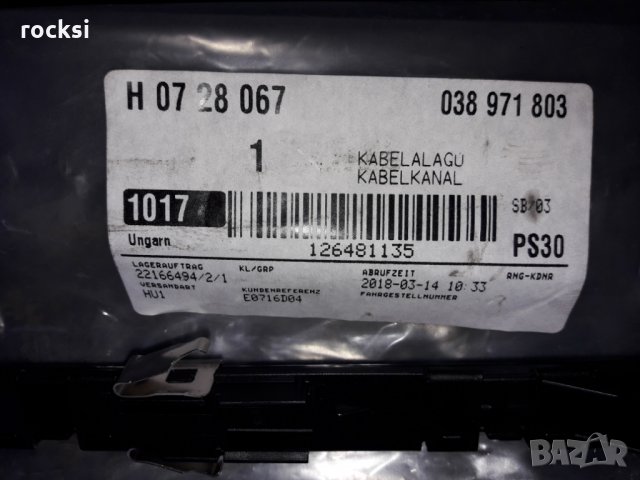 rocksi
H 07 28 067 038 971 803
1 KABELALAGU
KABELKANAL
1017 SB/03
Ungarn 126481135 PS30
LAGERAUFTRAG KL/GRP ABRUFZEIT RNG-KDNR
22166494/2/1 2018-03-14 10:33
VERSANDART KUNDENREFERENZ FAHRGESTELLNUMMER
HU1 E0716D04
BAZAR